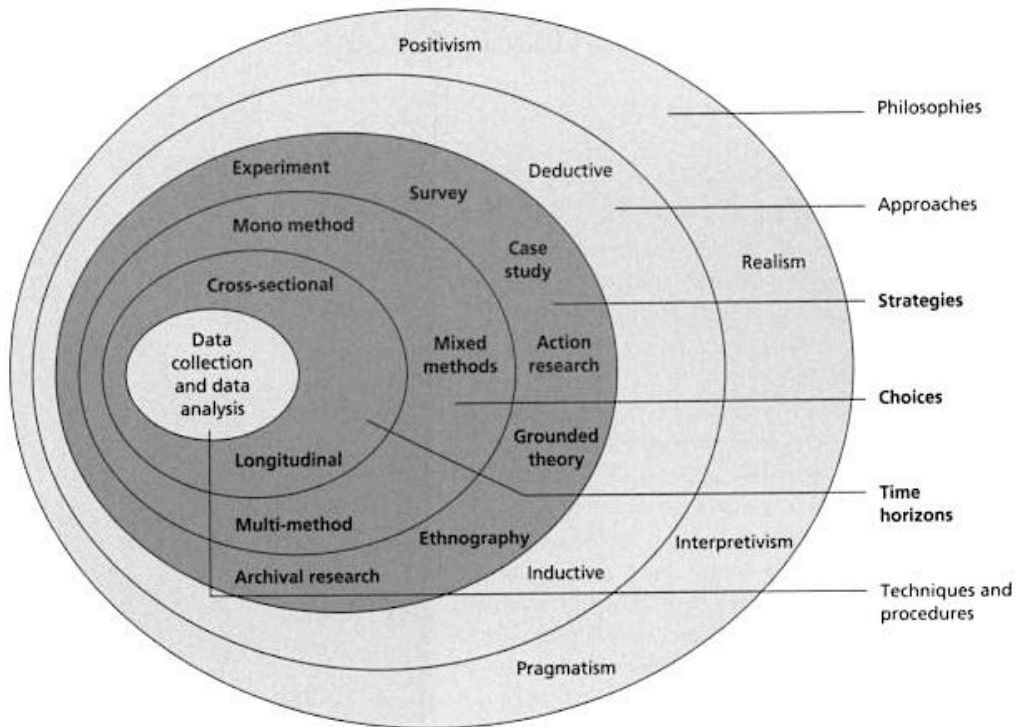 Positivism
Philosophies
Deductive
Experiment
Survey
Approaches
Mono method
Case
study
Realism
Cross-sectional
Strategies
Data
collection
and data
analysis
Mixed
methods
Action
research
Choices
Grounded
theory
Longitudinal
Time
horizons
Multi-method
Ethnography
Interpretivism
Archival research
Inductive
Techniques and
procedures
Pragmatism